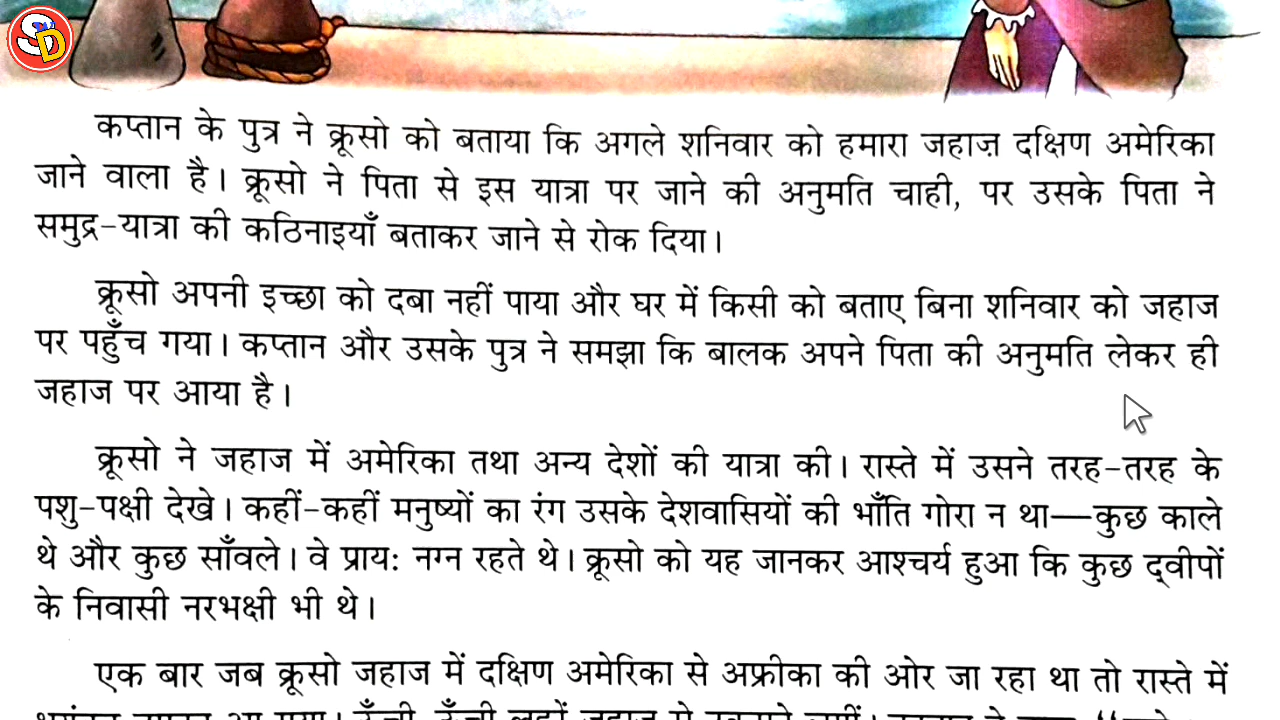 SD
कप्तान के पुत्र ने क्रूसो को बताया कि अगले शनिवार को हमारा जहाज़ दक्षिण अमेरिका
जाने वाला है। क्रूसो ने पिता से इस यात्रा पर जाने की अनुमति चाही, पर उसके पिता ने
समुद्र-यात्रा की कठिनाइयाँ बताकर जाने से रोक दिया।
क्रूसो अपनी इच्छा को दबा नहीं पाया और घर में किसी को बताए बिना शनिवार को जहाज
पर पहुँच गया। कप्तान और उसके पुत्र ने समझा कि बालक अपने पिता की अनुमति लेकर ही
जहाज पर आया है।
क्रूसो ने जहाज में अमेरिका तथा अन्य देशों की यात्रा की। रास्ते में उसने तरह-तरह के
पशु-पक्षी देखे। कहीं-कहीं मनुष्यों का रंग उसके देशवासियों की भाँति गोरा न था—कुछ काले
थे और कुछ साँवले। वे प्राय: नग्न रहते थे। क्रूसो को यह जानकर आश्चर्य हुआ कि कुछ द्वीपों
के निवासी नरभक्षी भी थे।
एक बार जब क्रूसो जहाज में दक्षिण अमेरिका से अफ्रीका की ओर जा रहा था तो रास्ते में